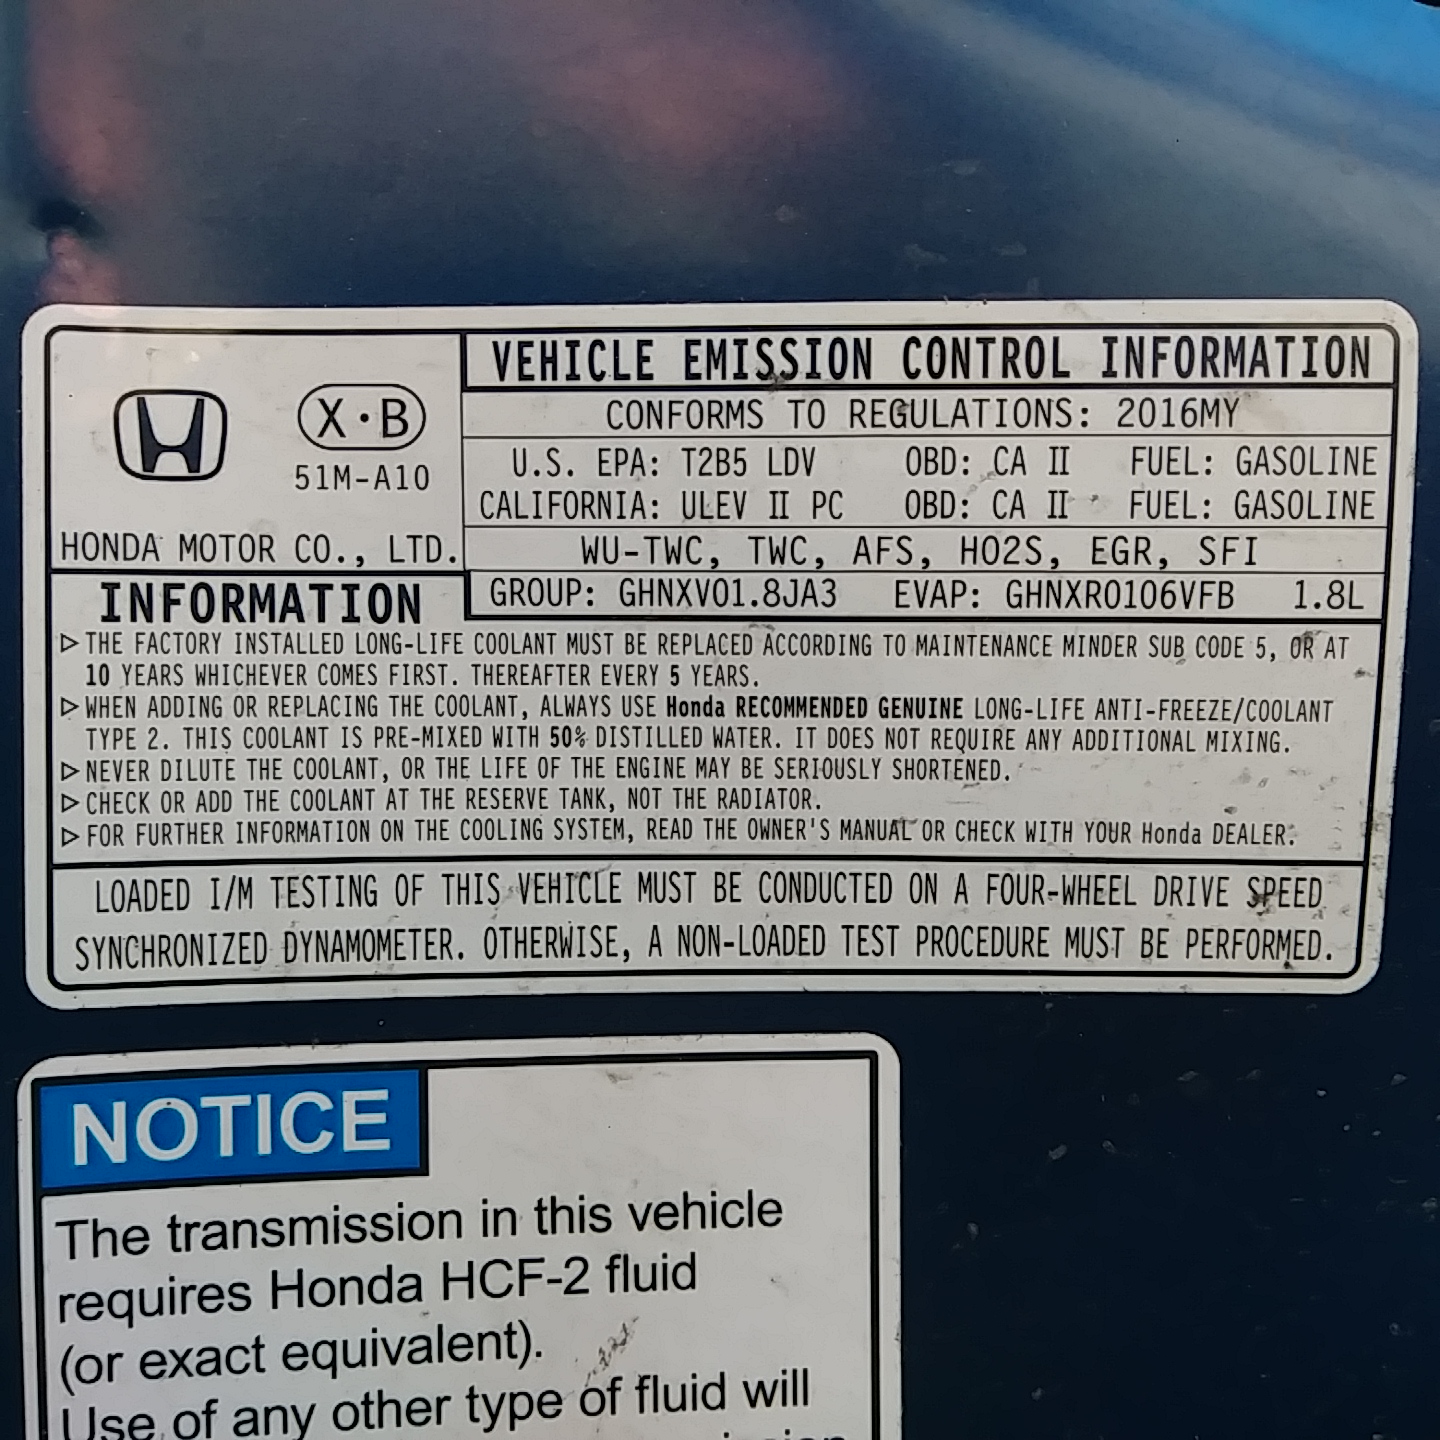 VEHICLE EMISSION CONTROL INFORMATION
X·B
51M-A10
HONDA MOTOR CO., LTD.
CONFORMS TO REGULATIONS: 2016MY
U.S. EPA: T2B5 LDV OBD: CA II FUEL: GASOLINE
CALIFORNIA: ULEV II PC OBD: CA II FUEL: GASOLINE
WU-TWC, TWC, AFS, HO2S, EGR, SFI
GROUP: GHNXV01.8JA3 EVAP: GHNXR0106VFB 1.8L
INFORMATION
▷ THE FACTORY INSTALLED LONG-LIFE COOLANT MUST BE REPLACED ACCORDING TO MAINTENANCE MINDER SUB CODE 5, OR AT
10 YEARS WHICHEVER COMES FIRST. THEREAFTER EVERY 5 YEARS.
▷ WHEN ADDING OR REPLACING THE COOLANT, ALWAYS USE Honda RECOMMENDED GENUINE LONG-LIFE ANTI-FREEZE/COOLANT
TYPE 2. THIS COOLANT IS PRE-MIXED WITH 50% DISTILLED WATER. IT DOES NOT REQUIRE ANY ADDITIONAL MIXING.
▷ NEVER DILUTE THE COOLANT, OR THE LIFE OF THE ENGINE MAY BE SERIOUSLY SHORTENED.
▷ CHECK OR ADD THE COOLANT AT THE RESERVE TANK, NOT THE RADIATOR.
▷ FOR FURTHER INFORMATION ON THE COOLING SYSTEM, READ THE OWNER'S MANUAL OR CHECK WITH YOUR Honda DEALER.
LOADED I/M TESTING OF THIS VEHICLE MUST BE CONDUCTED ON A FOUR-WHEEL DRIVE SPEED
SYNCHRONIZED DYNAMOMETER. OTHERWISE, A NON-LOADED TEST PROCEDURE MUST BE PERFORMED.
NOTICE
The transmission in this vehicle
requires Honda HCF-2 fluid
(or exact equivalent).
Use of any other type of fluid will